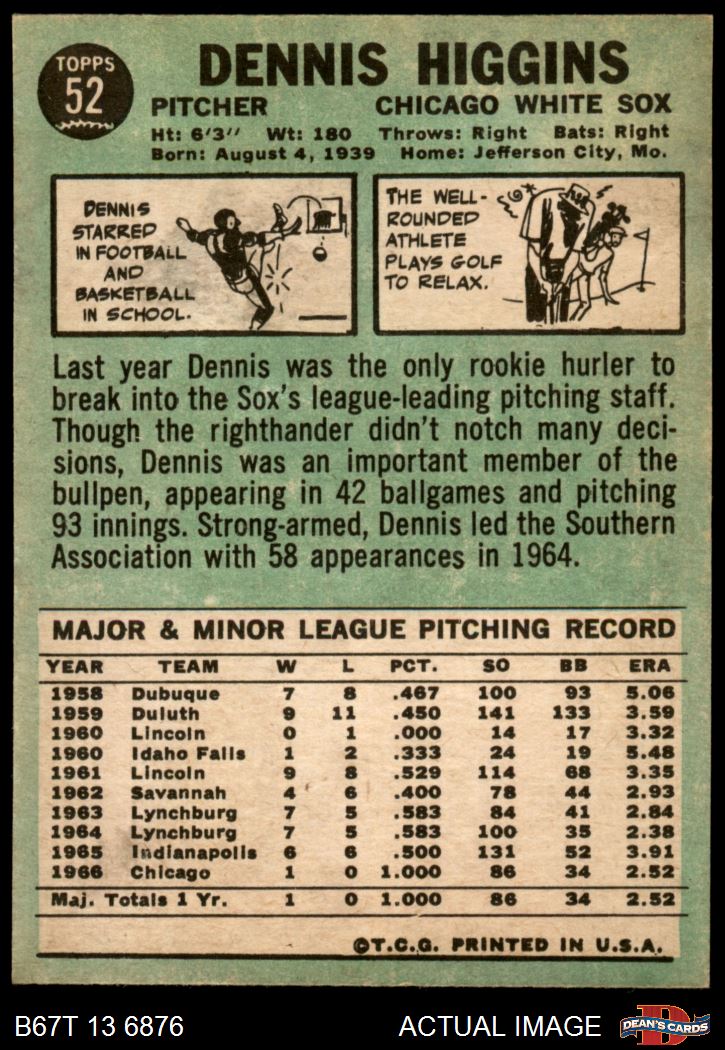 TOPPS
52
DENNIS HIGGINS
PITCHER CHICAGO WHITE SOX
Ht: 6'3" Wt: 180 Throws: Right Bats: Right
Born: August 4, 1939 Home: Jefferson City, Mo.
DENNIS
STARRED
IN FOOTBALL
AND
BASKETBALL
IN SCHOOL.
THE WELL-
ROUNDED
ATHLETE
PLAYS GOLF
TO RELAX.
Last year Dennis was the only rookie hurler to
break into the Sox's league-leading pitching staff.
Though the righthander didn't notch many deci-
sions, Dennis was an important member of the
bullpen, appearing in 42 ballgames and pitching
93 innings. Strong-armed, Dennis led the Southern
Association with 58 appearances in 1964.
MAJOR & MINOR LEAGUE PITCHING RECORD
YEAR TEAM W L PCT. SO BB ERA
1958 Dubuque 7 8 .467 100 93 5.06
1959 Duluth 9 11 .450 141 133 3.59
1960 Lincoln 0 1 .000 14 17 3.32
1960 Idaho Falls 1 2 .333 24 19 5.48
1961 Lincoln 9 8 .529 114 68 3.35
1962 Savannah 4 6 .400 78 44 2.93
1963 Lynchburg 7 5 .583 84 41 2.84
1964 Lynchburg 7 5 .583 100 35 2.38
1965 Indianapolis 6 6 .500 131 52 3.91
1966 Chicago 1 0 1.000 86 34 2.52
Maj. Totals 1 Yr. 1 0 1.000 86 34 2.52
©T.C.G. PRINTED IN U.S.A.
B67T 13 6876 ACTUAL IMAGE
DEAN'S CARDS